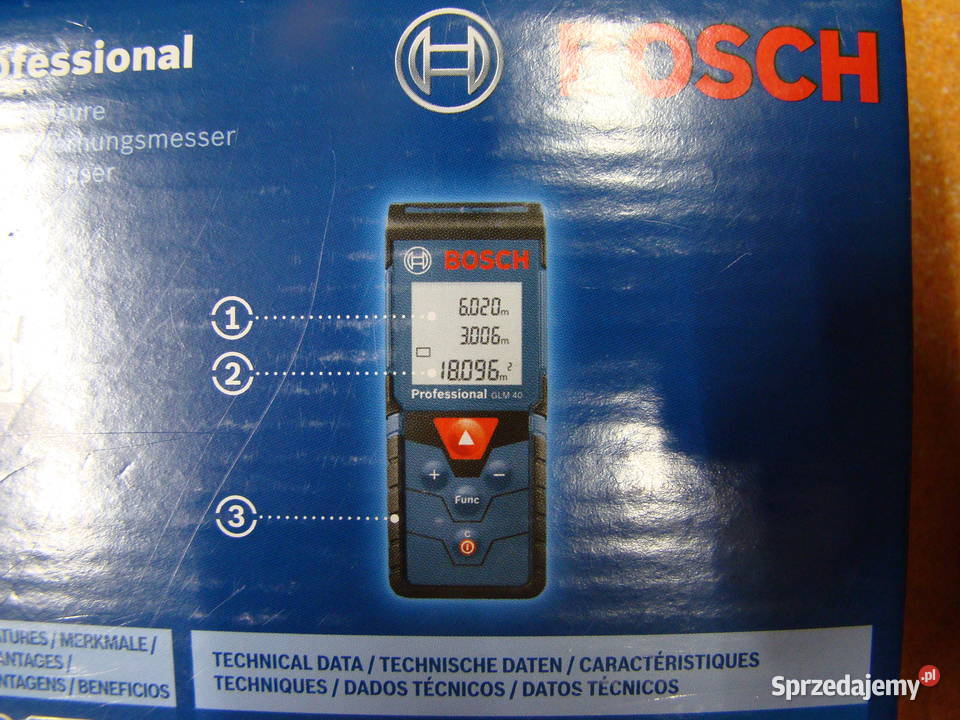 BOSCH
ofessional
hungsmesser
BOSCH
1
6.020m
3.006m
2
18.096m²
Professional GLM 40
+
−
Func
3
C
MERKMALE /
TECHNICAL DATA / TECHNISCHE DATEN / CARACTÉRISTIQUES
TECHNIQUES / DADOS TÉCNICOS / DATOS TÉCNICOS
/ BENEFICIOS
Sprzedajemy.pl